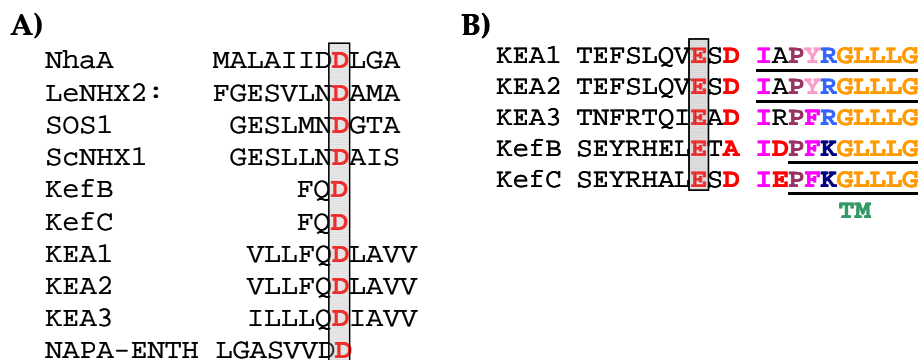 A)
NhaA MALAIIDDLGA
LeNHX2: FGESVLNDAMA
SOS1 GESLMNDGTA
ScNHX1 GESLLNDAIS
KefB FQD
KefC FQD
KEA1 VLLFQDLAVV
KEA2 VLLFQDLAVV
KEA3 ILLLQDIAVV
NAPA-ENTH LGASVVDD
B)
KEA1 TEFSLQVESD IAPYRGLLLG
KEA2 TEFSLQVESD IAPYRGLLLG
KEA3 TNFRTQIEAD IRPFRGLLLG
KefB SEYRHELETA IDPFKGLLLG
KefC SEYRHALESD IEPFKGLLLG
TM